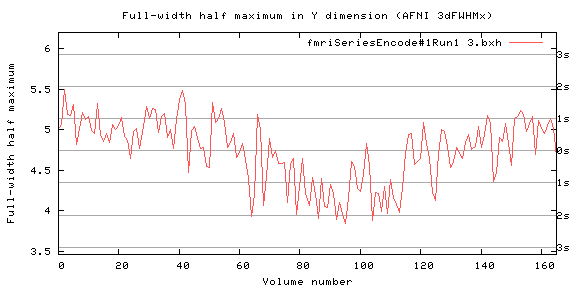 Full-width half maximum in Y dimension (AFNI 3dFWHMx)
fmriSeriesEncode#1Run1 3.bxh
Full-width half maximum
6
5.5
5
4.5
4
3.5
3s
2s
1s
0s
1s
2s
3s
0 20 40 60 80 100 120 140 160
Volume number